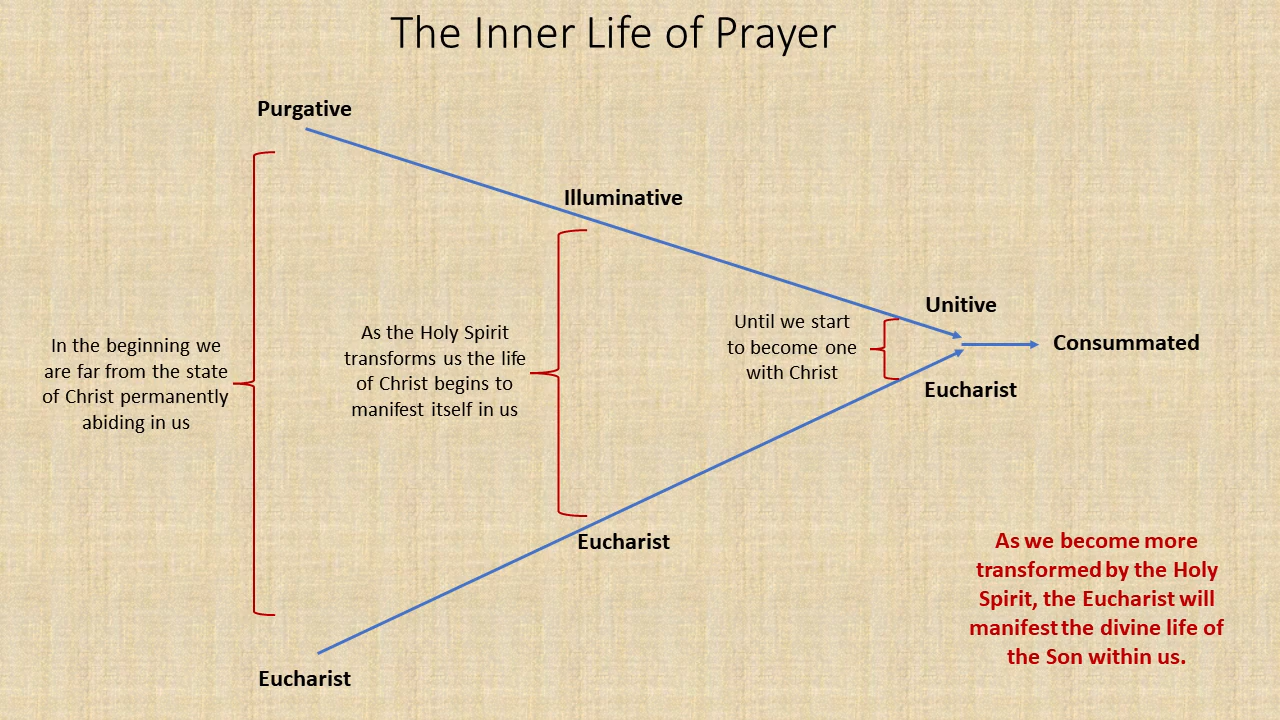 The Inner Life of Prayer
Purgative
Illuminative
Unitive
Consummated
In the beginning we
are far from the state
of Christ permanently
abiding in us
As the Holy Spirit
transforms us the life
of Christ begins to
manifest itself in us
Until we start
to become one
with Christ
Eucharist
Eucharist
Eucharist
As we become more
transformed by the Holy
Spirit, the Eucharist will
manifest the divine life of
the Son within us.